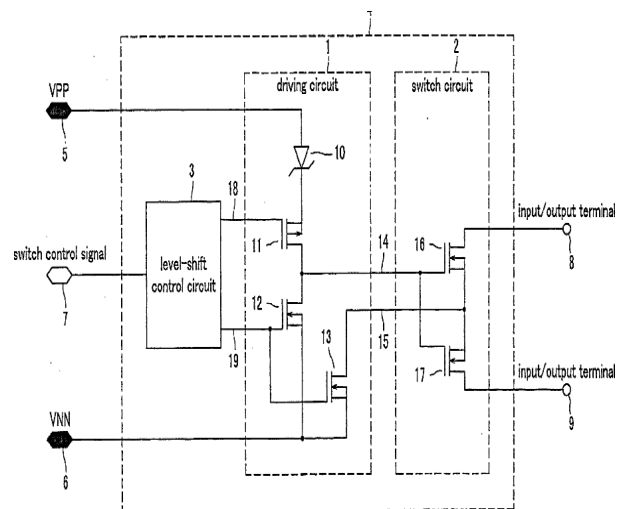 1
2
driving circuit
switch circuit
VPP
5
10
3
18
11
input/output terminal
14
16
8
switch control signal
level-shift
control circuit
7
12
13
15
19
17
input/output terminal
9
VNN
6